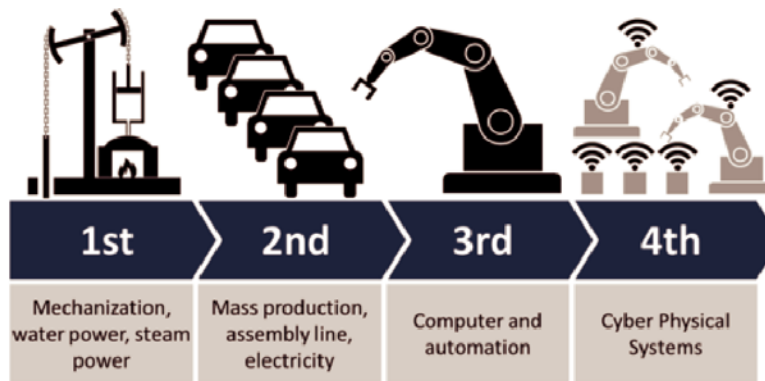 1st
2nd
3rd
4th
Mechanization,
water power, steam
power
Mass production,
assembly line,
electricity
Computer and
automation
Cyber Physical
Systems